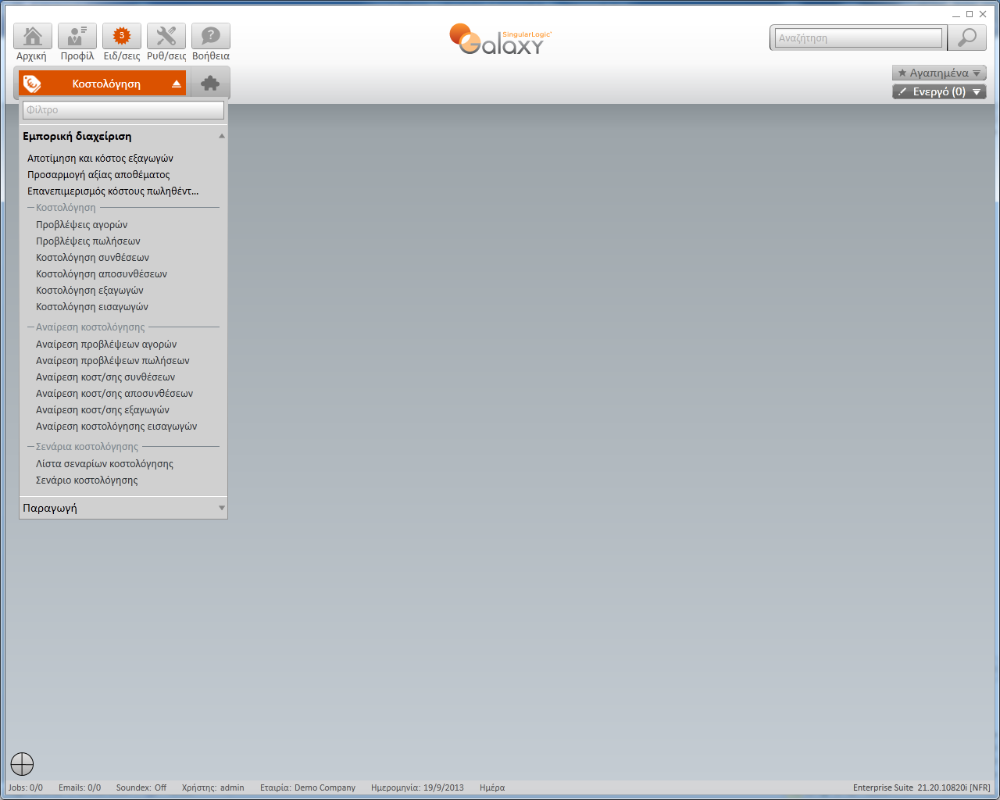 SingularLogic
Galaxy
Αναζήτηση
3
Αρχική
Προφίλ
Ειδ/σεις
Ρυθ/σεις
Βοήθεια
Κοστολόγηση
Αγαπημένα
Ενεργό (0)
Φίλτρο
Εμπορική διαχείριση
Αποτίμηση και κόστος εξαγωγών
Προσαρμογή αξίας αποθέματος
Επανεπιμερισμός κόστους πωληθέντ...
Κοστολόγηση
Προβλέψεις αγορών
Προβλέψεις πωλήσεων
Κοστολόγηση συνθέσεων
Κοστολόγηση αποσυνθέσεων
Κοστολόγηση εξαγωγών
Κοστολόγηση εισαγωγών
Αναίρεση κοστολόγησης
Αναίρεση προβλέψεων αγορών
Αναίρεση προβλέψεων πωλήσεων
Αναίρεση κοστ/σης συνθέσεων
Αναίρεση κοστ/σης αποσυνθέσεων
Αναίρεση κοστ/σης εξαγωγών
Αναίρεση κοστολόγησης εισαγωγών
Σενάρια κοστολόγησης
Λίστα σεναρίων κοστολόγησης
Σενάριο κοστολόγησης
Παραγωγή
Jobs: 0/0 Emails: 0/0 Soundex: Off Χρήστης: admin Εταιρία: Demo Company Ημερομηνία: 19/9/2013 Ημέρα Enterprise Suite 21.20.10820i [NFR]